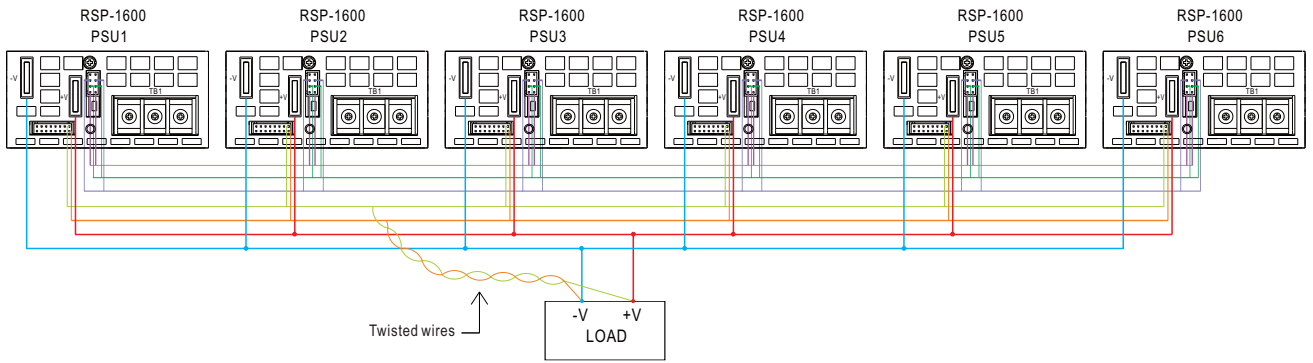 RSP-1600 RSP-1600 RSP-1600 RSP-1600 RSP-1600 RSP-1600
PSU1 PSU2 PSU3 PSU4 PSU5 PSU6
-V -V -V -V -V -V
+V TB1 +V TB1 +V TB1 +V TB1 +V TB1 +V TB1
-V +V
Twisted wires LOAD